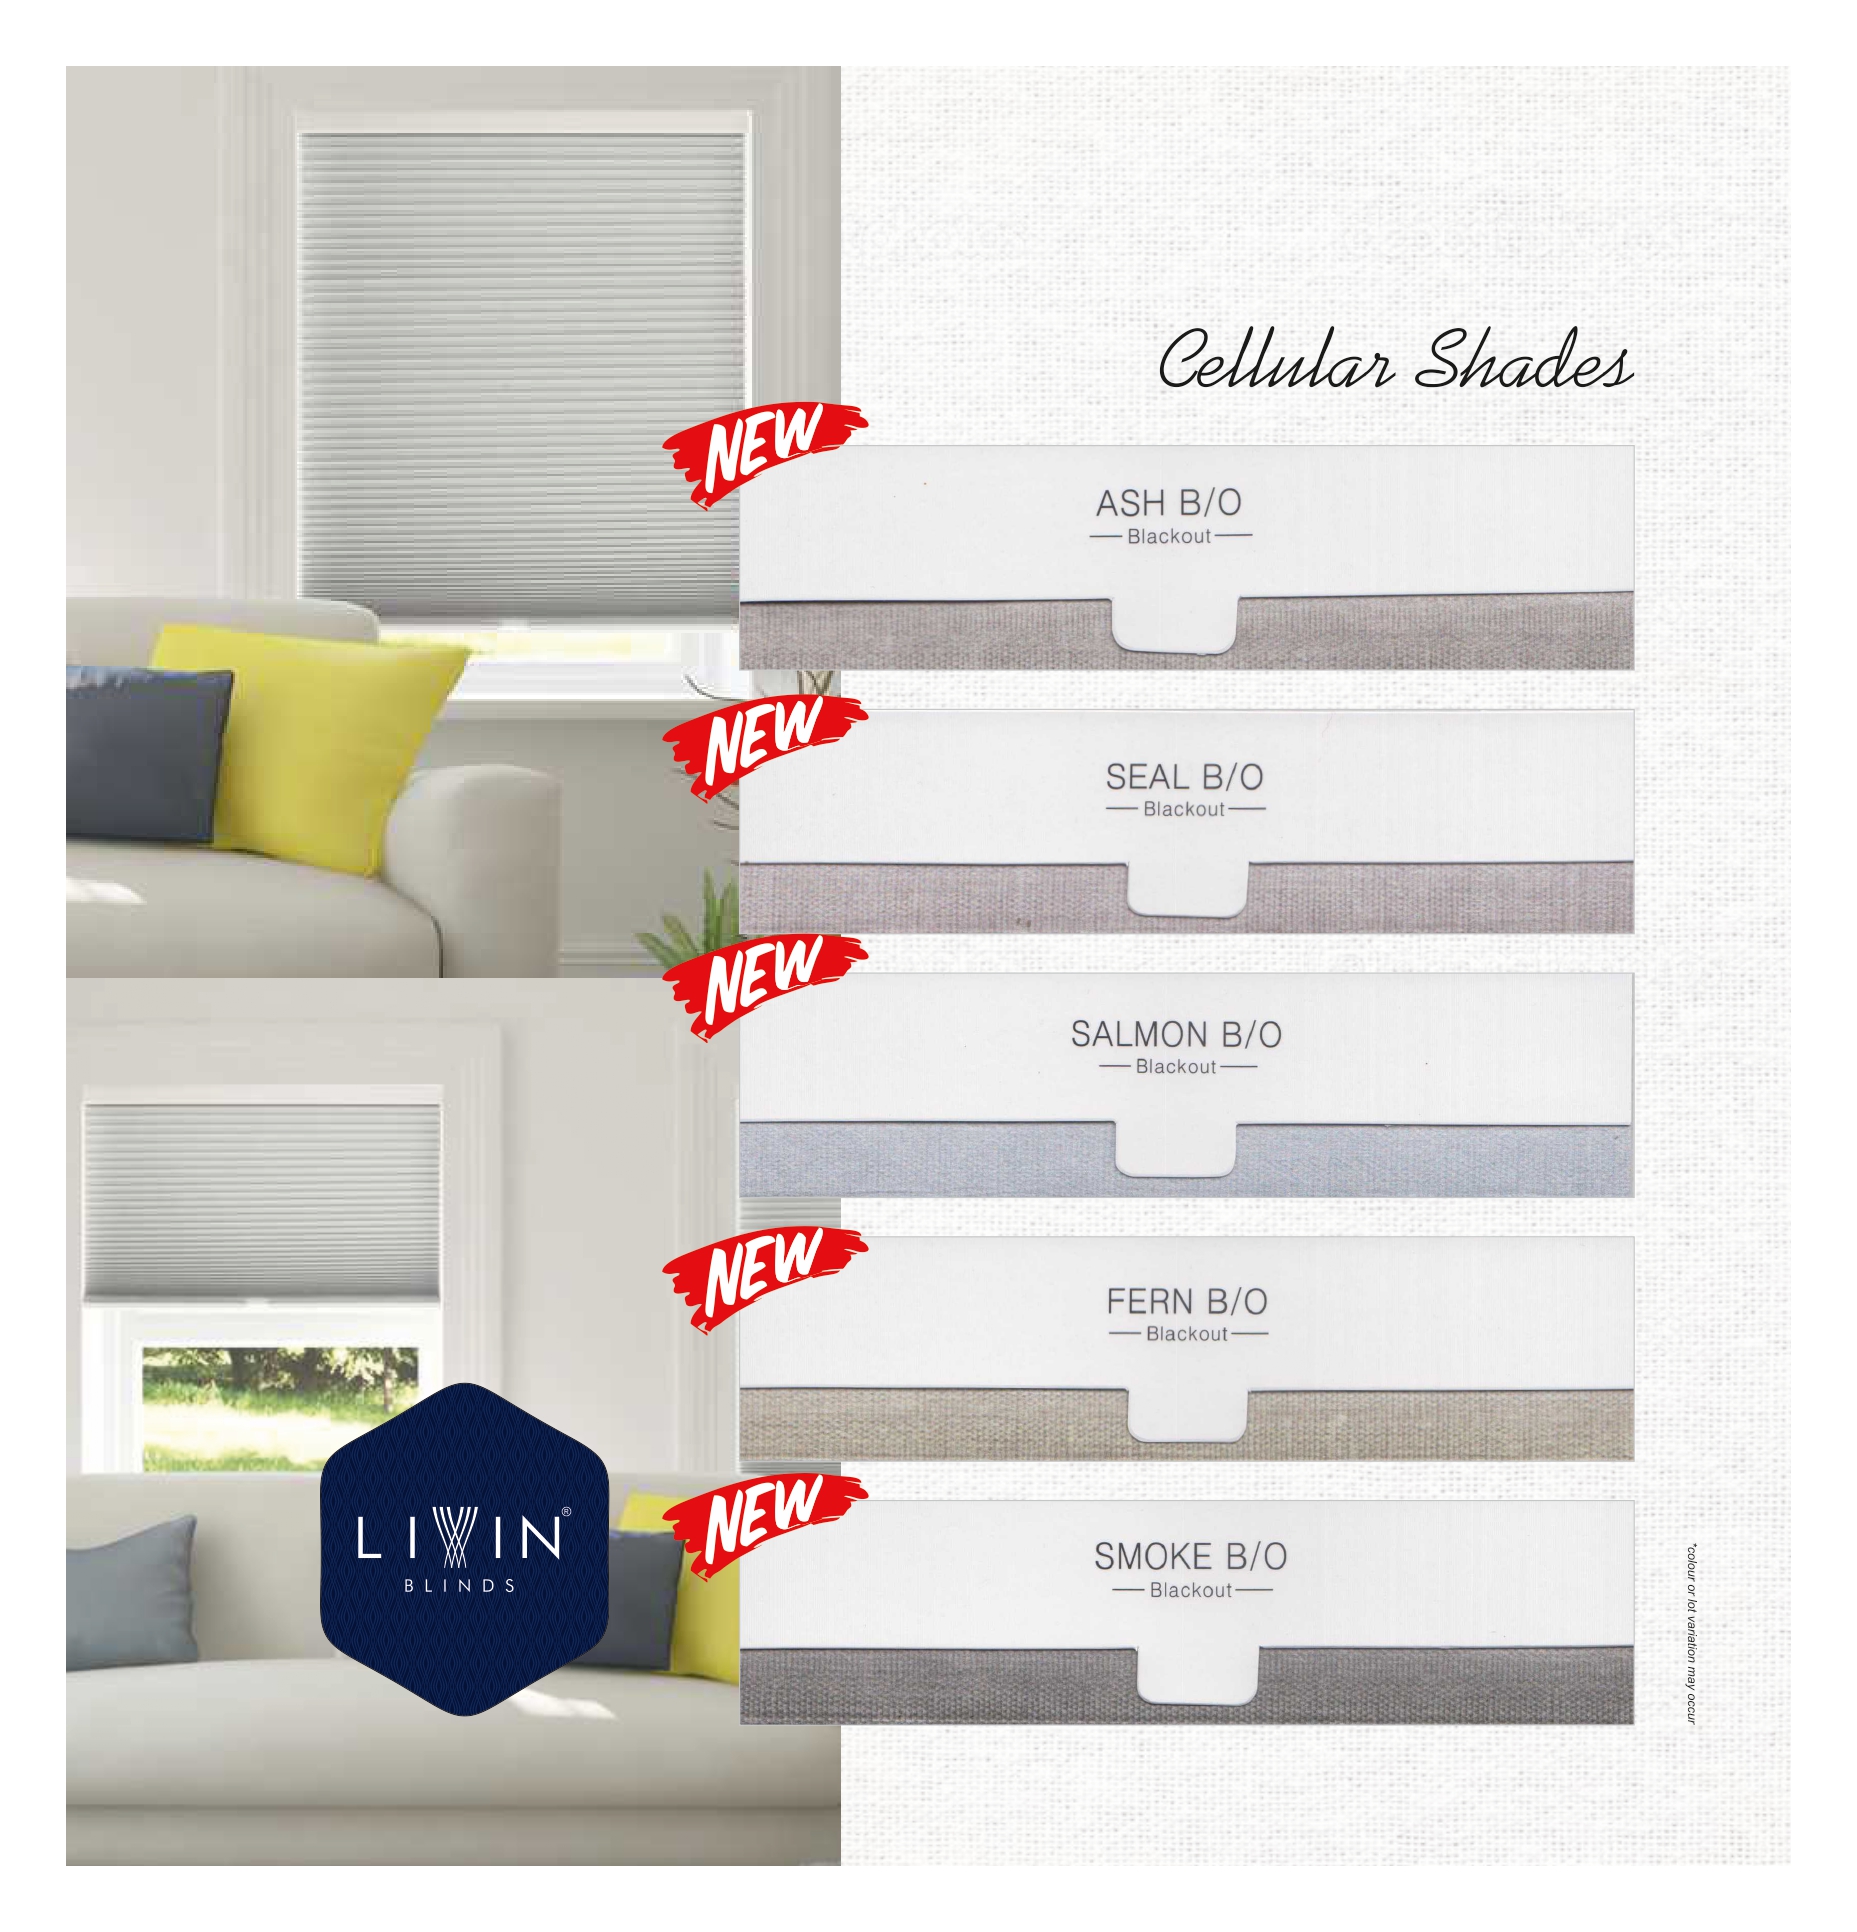 Cellular Shades
NEW
ASH B/O
Blackout
NEW
SEAL B/O
Blackout
NEW
SALMON B/O
Blackout
NEW
FERN B/O
Blackout
NEW
SMOKE B/O
Blackout
LIVIN®
BLINDS
*colour or lot variation may occur